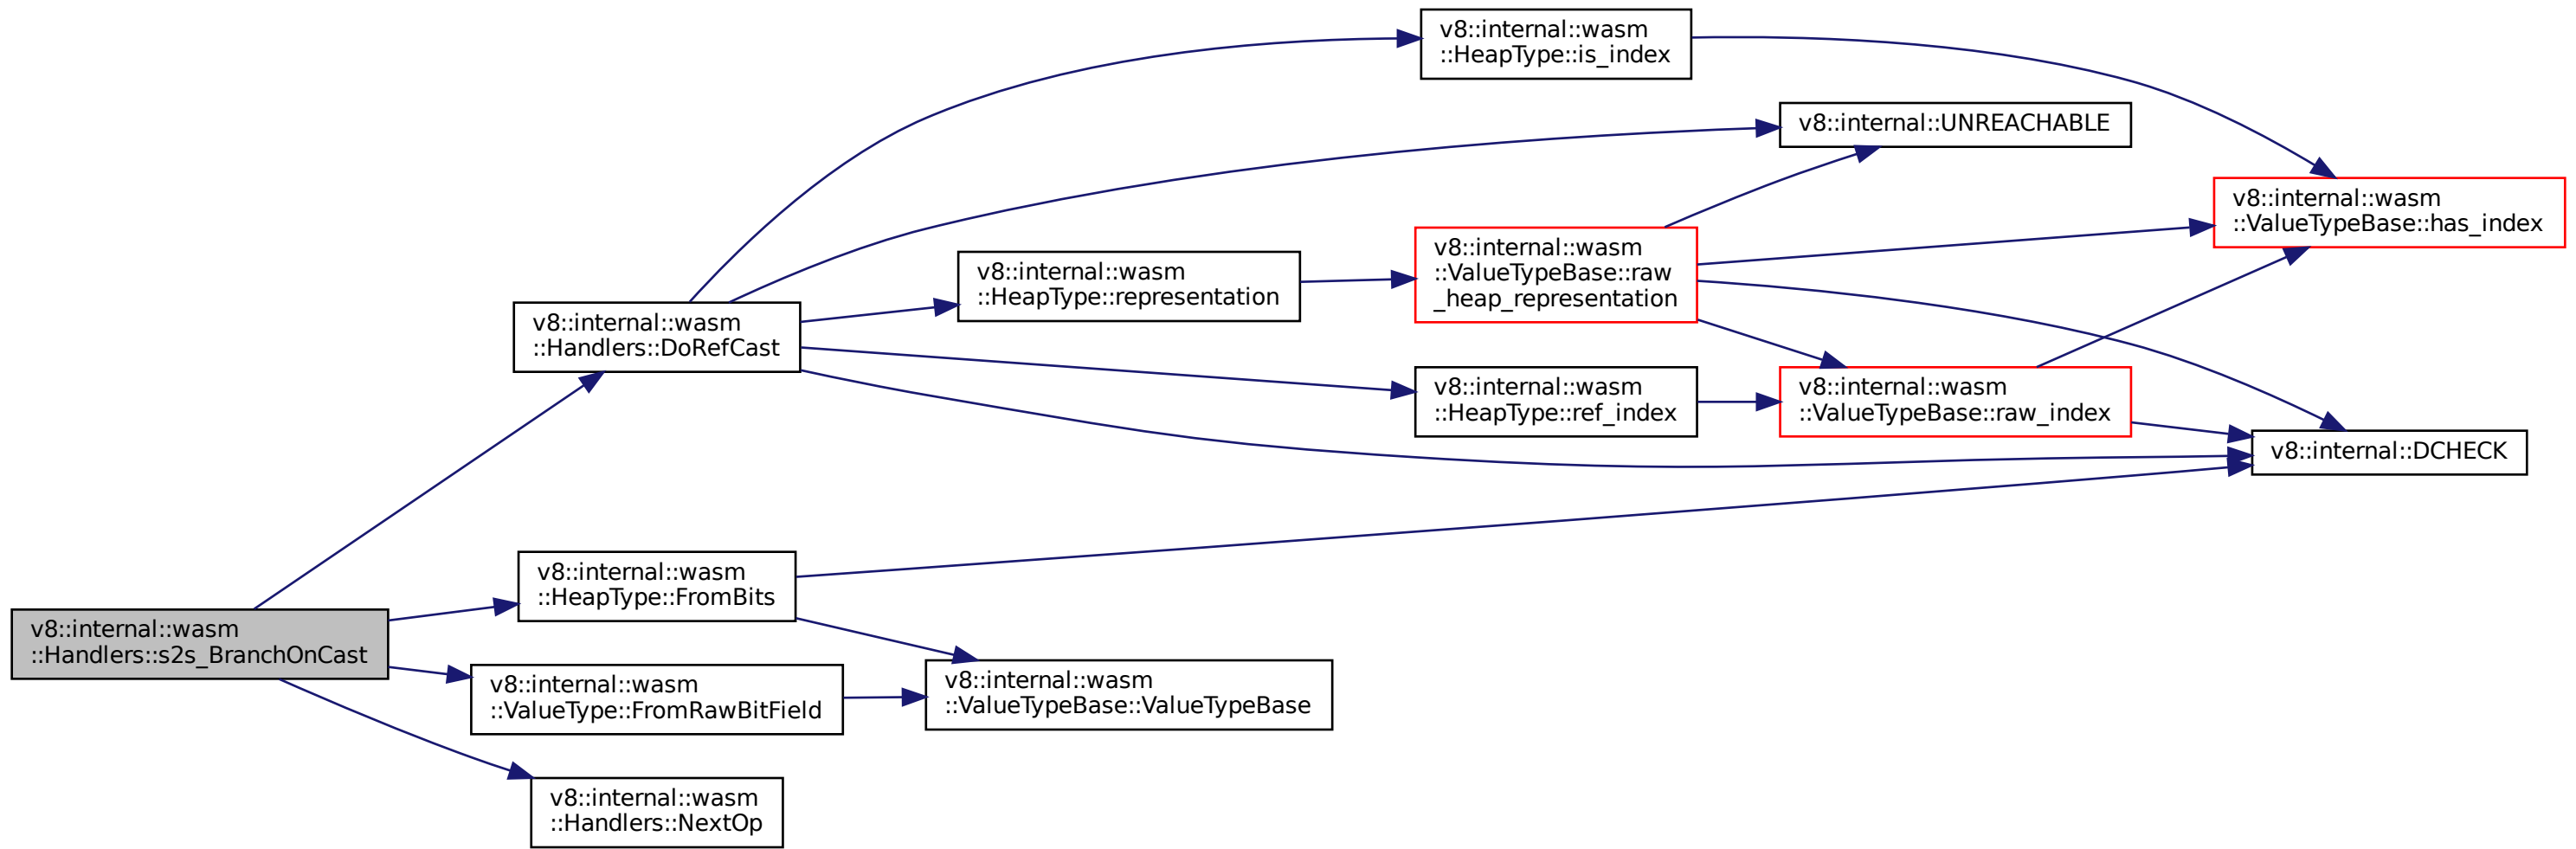 v8::internal::wasm
::Handlers::s2s_BranchOnCast
v8::internal::wasm
::Handlers::DoRefCast
v8::internal::wasm
::HeapType::FromBits
v8::internal::wasm
::ValueType::FromRawBitField
v8::internal::wasm
::Handlers::NextOp
v8::internal::wasm
::HeapType::representation
v8::internal::wasm
::ValueTypeBase::ValueTypeBase
v8::internal::wasm
::HeapType::is_index
v8::internal::wasm
::ValueTypeBase::raw
_heap_representation
v8::internal::wasm
::HeapType::ref_index
v8::internal::UNREACHABLE
v8::internal::wasm
::ValueTypeBase::raw_index
v8::internal::wasm
::ValueTypeBase::has_index
v8::internal::DCHECK